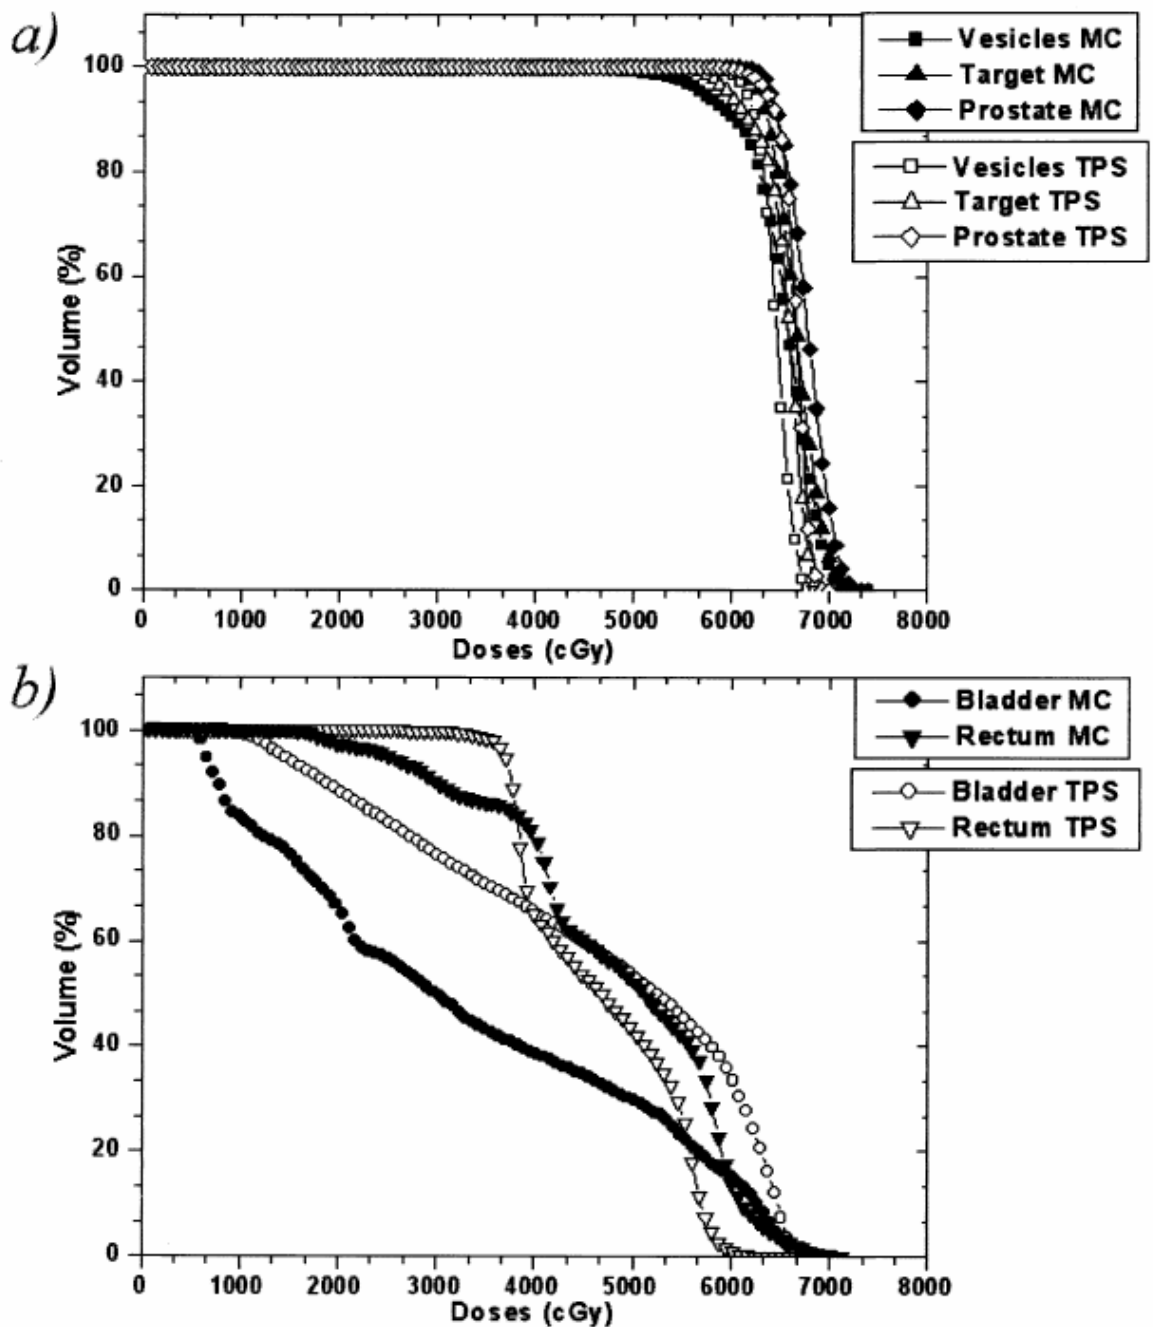 a)
Vesicles MC
Target MC
Prostate MC
Vesicles TPS
Target TPS
Prostate TPS
100
80
60
40
20
0
Volume (%)
0 1000 2000 3000 4000 5000 6000 7000 8000
Doses (cGy)
b)
Bladder MC
Rectum MC
Bladder TPS
Rectum TPS
100
80
60
40
20
0
Volume (%)
0 1000 2000 3000 4000 5000 6000 7000 8000
Doses (cGy)